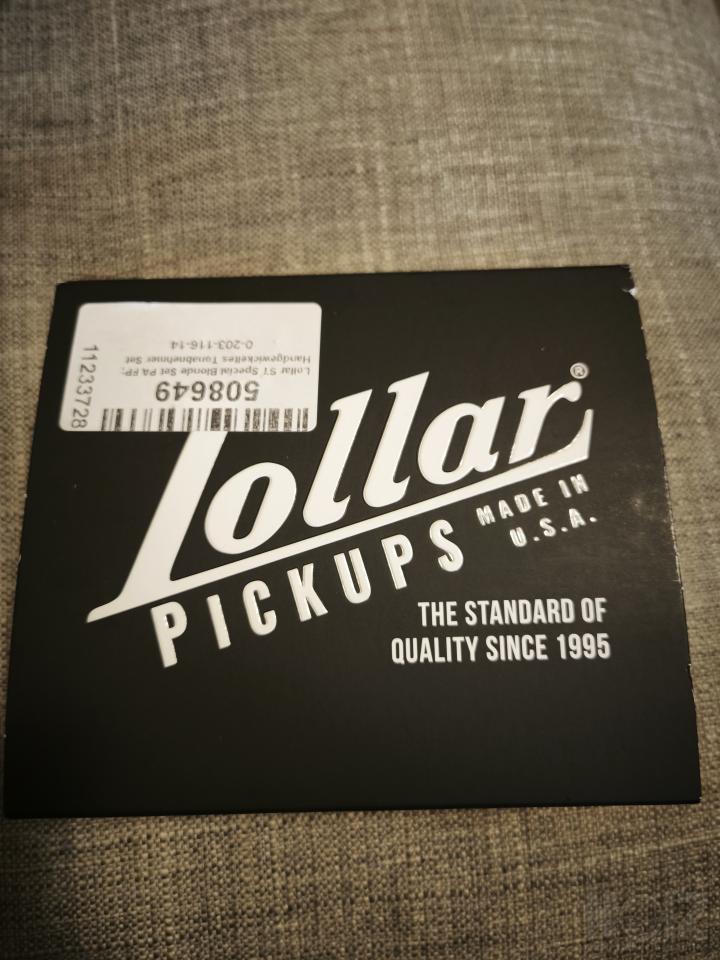 508649
Lollar ST Special Blonde Set PA FP:
Handgewickeltes Tonabnehmer Set
0-203-116-14
11233728
Lollar®
PICKUPS
MADE IN
U.S.A.
THE STANDARD OF
QUALITY SINCE 1995